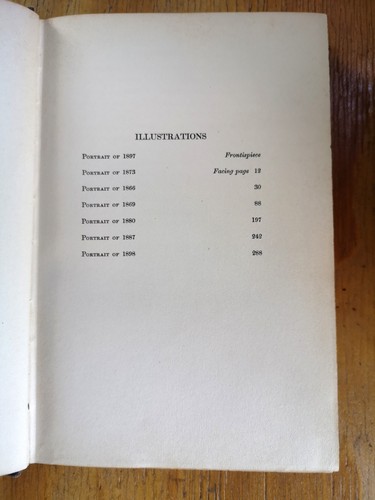 ILLUSTRATIONS
PORTRAIT OF 1897 Frontispiece
PORTRAIT OF 1873 Facing page 12
PORTRAIT OF 1866 30
PORTRAIT OF 1869 88
PORTRAIT OF 1880 197
PORTRAIT OF 1887 242
PORTRAIT OF 1898 288